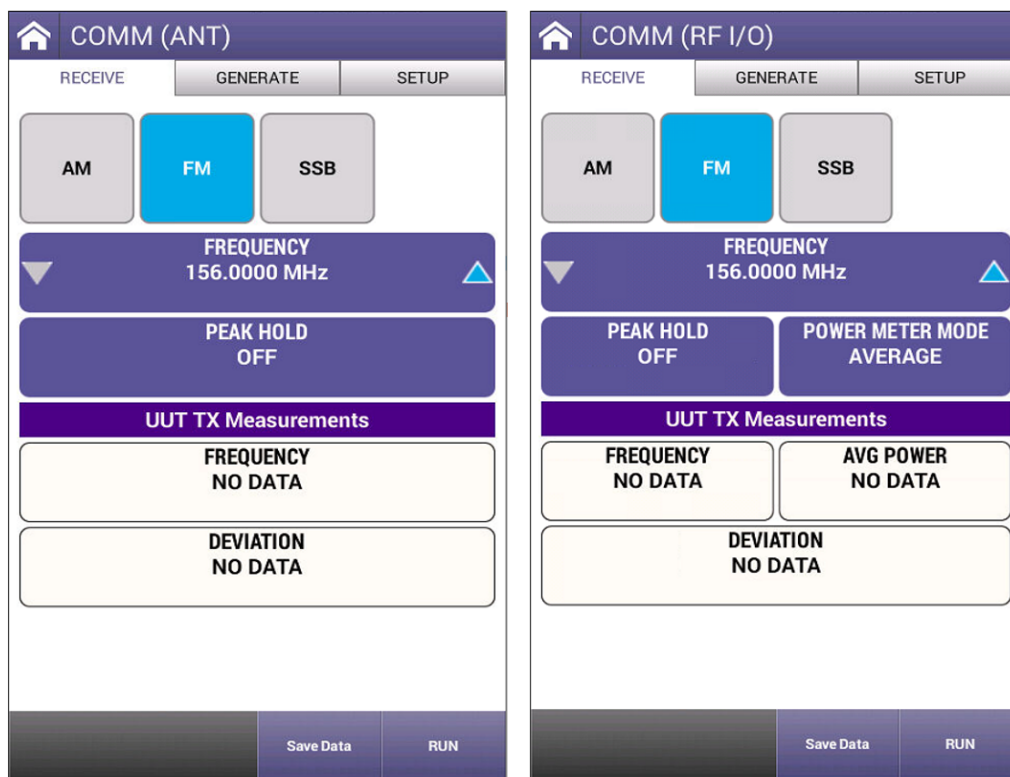 COMM (ANT)
RECEIVE GENERATE SETUP
AM FM SSB
FREQUENCY
156.0000 MHz
PEAK HOLD
OFF
UUT TX Measurements
FREQUENCY
NO DATA
DEVIATION
NO DATA
Save Data RUN
COMM (RF I/O)
RECEIVE GENERATE SETUP
AM FM SSB
FREQUENCY
156.0000 MHz
PEAK HOLD
OFF
POWER METER MODE
AVERAGE
UUT TX Measurements
FREQUENCY
NO DATA
AVG POWER
NO DATA
DEVIATION
NO DATA
Save Data RUN